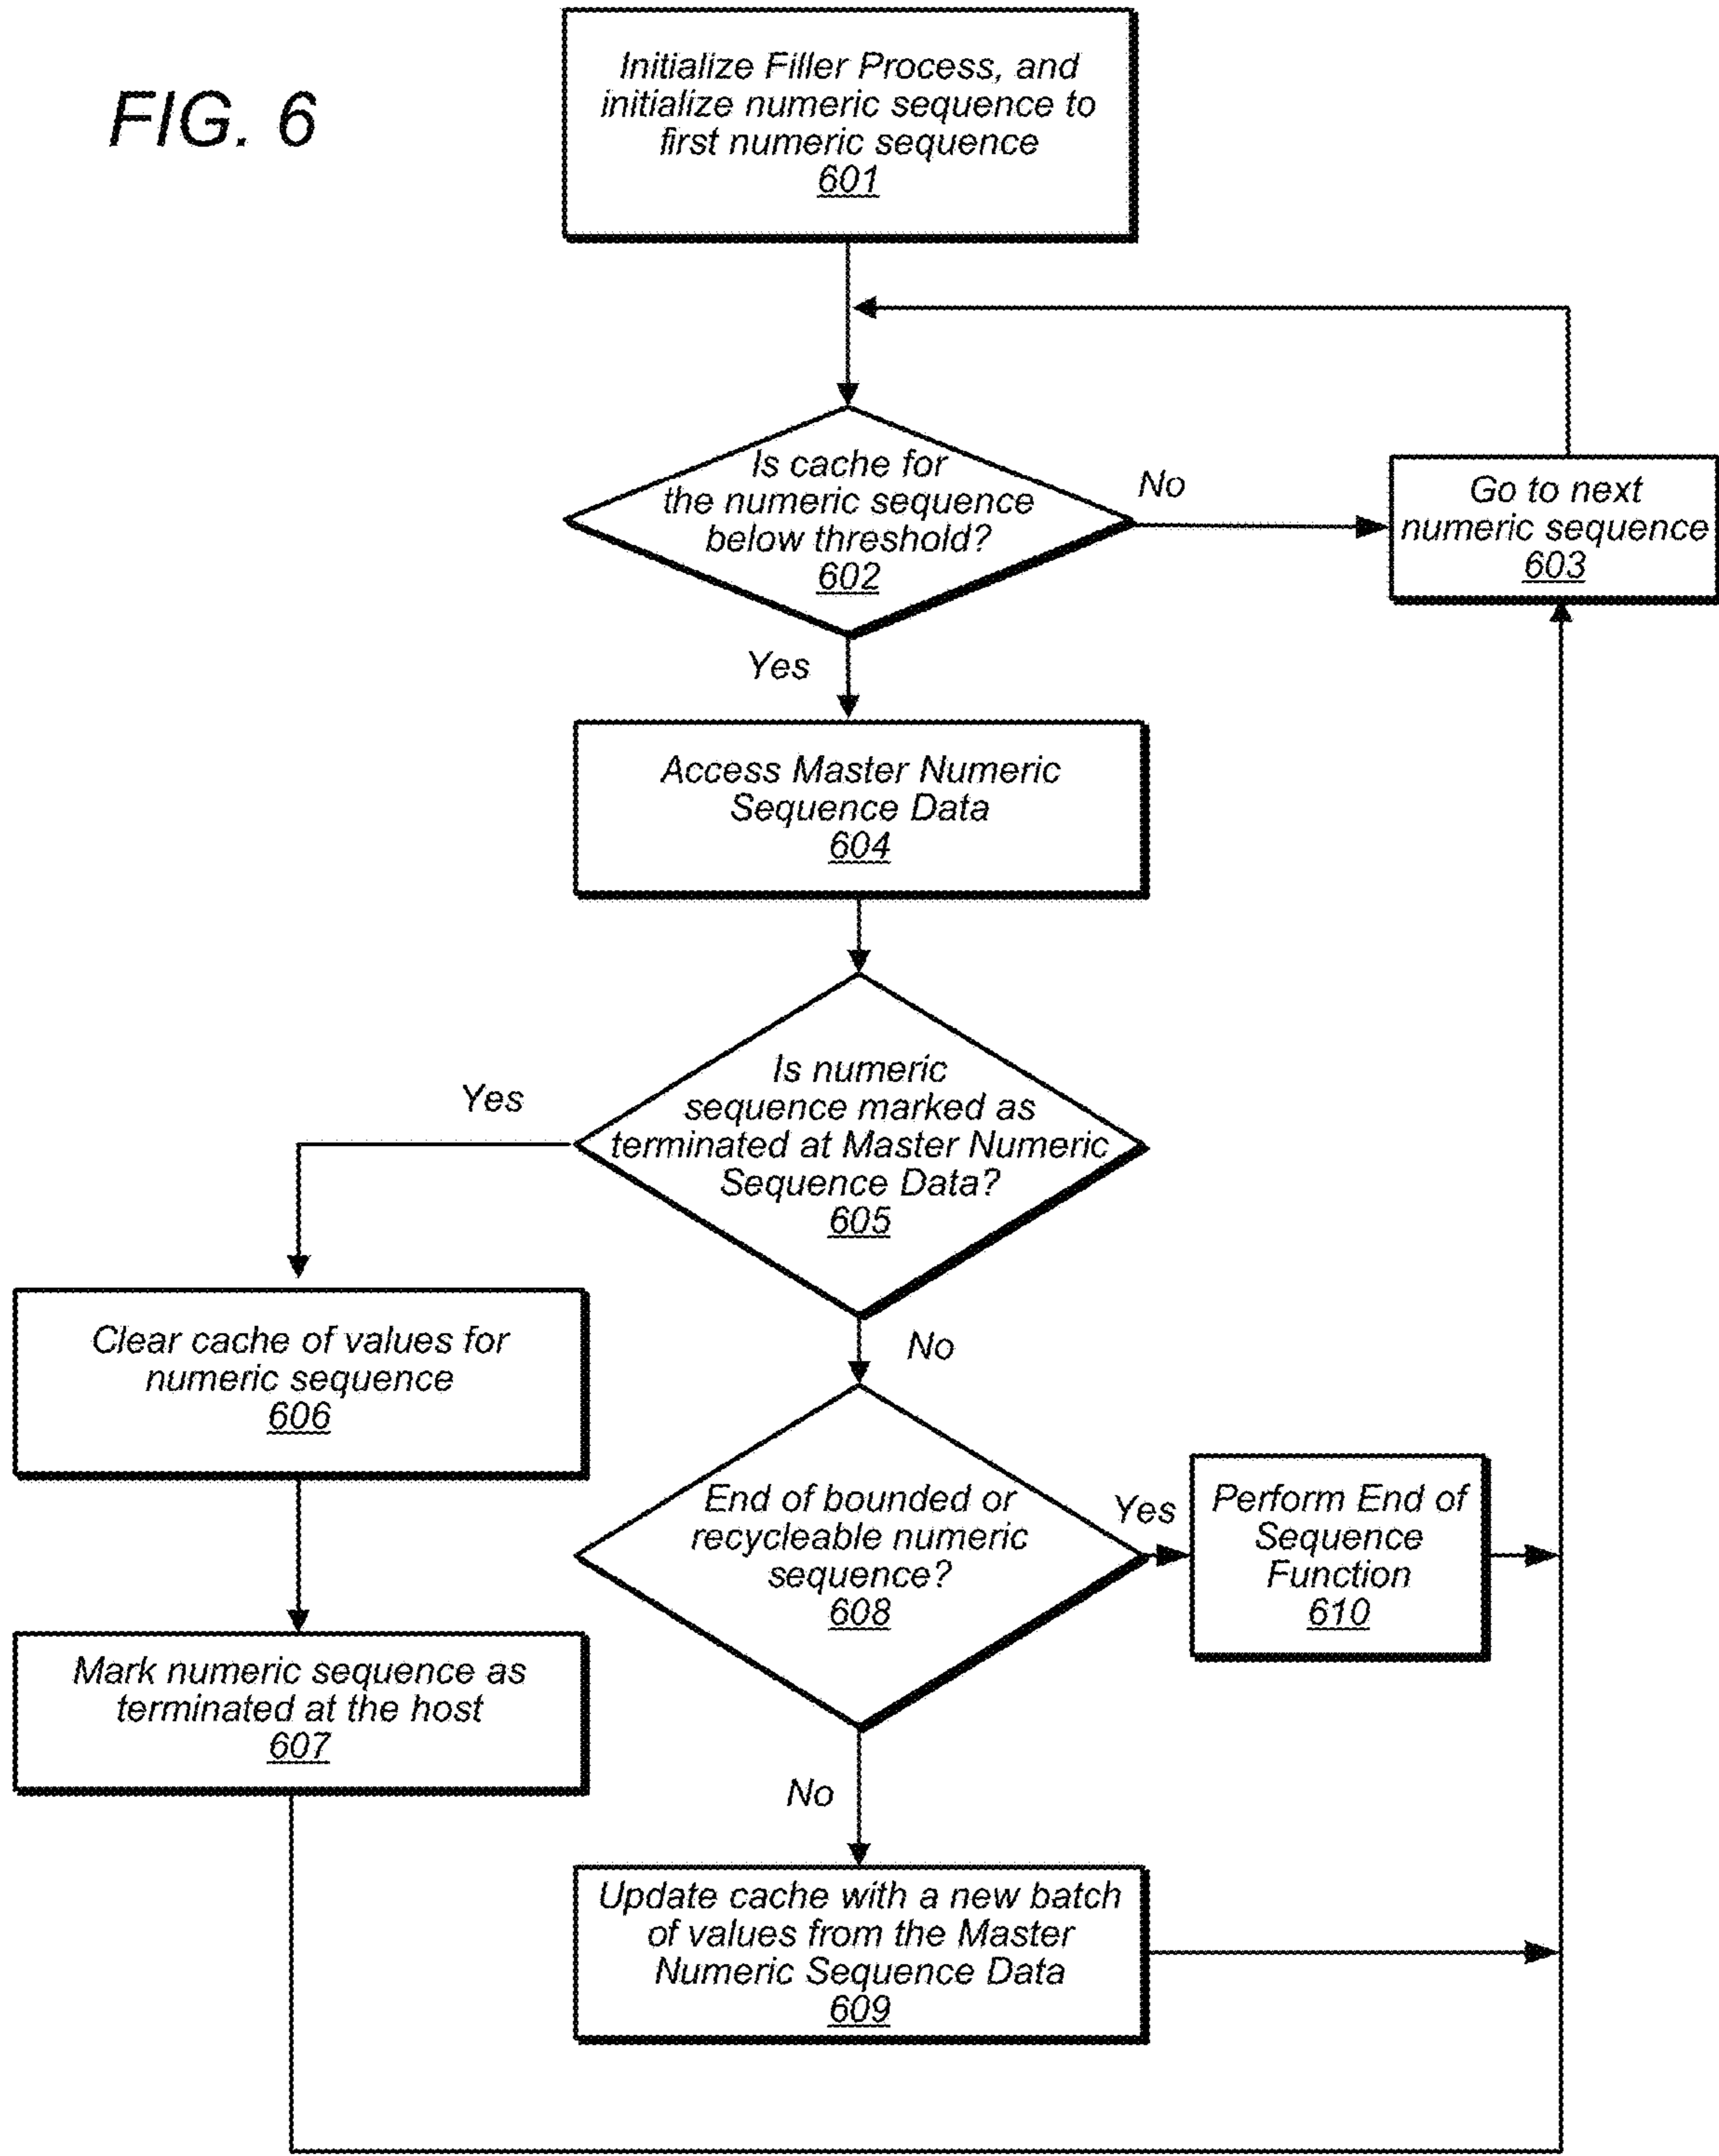 FIG. 6
Initialize Filler Process, and
initialize numeric sequence to
first numeric sequence
601
Is cache for
the numeric sequence
below threshold?
602
No
Go to next
numeric sequence
603
Yes
Access Master Numeric
Sequence Data
604
Is numeric
sequence marked as
terminated at Master Numeric
Sequence Data?
605
Yes
No
Clear cache of values for
numeric sequence
606
End of bounded or
recycleable numeric
sequence?
608
Yes
Perform End of
Sequence
Function
610
Mark numeric sequence as
terminated at the host
607
No
Update cache with a new batch
of values from the Master
Numeric Sequence Data
609